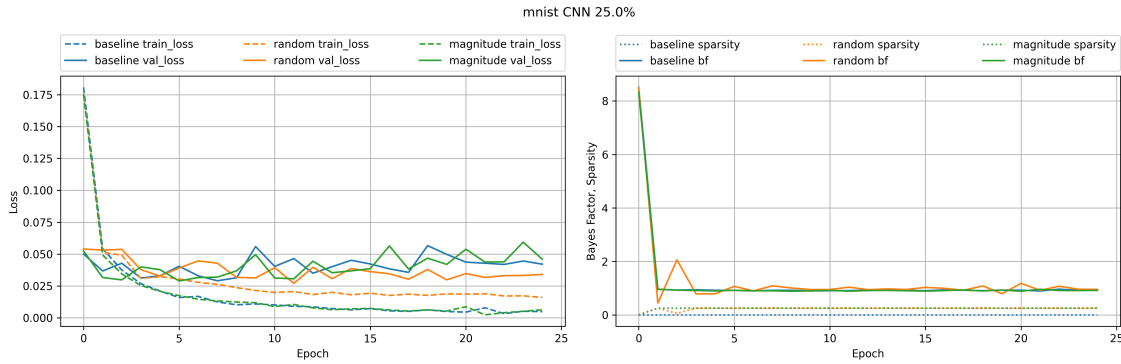 mnist CNN 25.0%
baseline train_loss random train_loss magnitude train_loss
baseline val_loss random val_loss magnitude val_loss
0.175
0.150
0.125
0.100
0.075
0.050
0.025
0.000
Loss
0 5 10 15 20 25
Epoch
baseline sparsity random sparsity magnitude sparsity
baseline bf random bf magnitude bf
8
6
4
2
0
Bayes Factor, Sparsity
0 5 10 15 20 25
Epoch